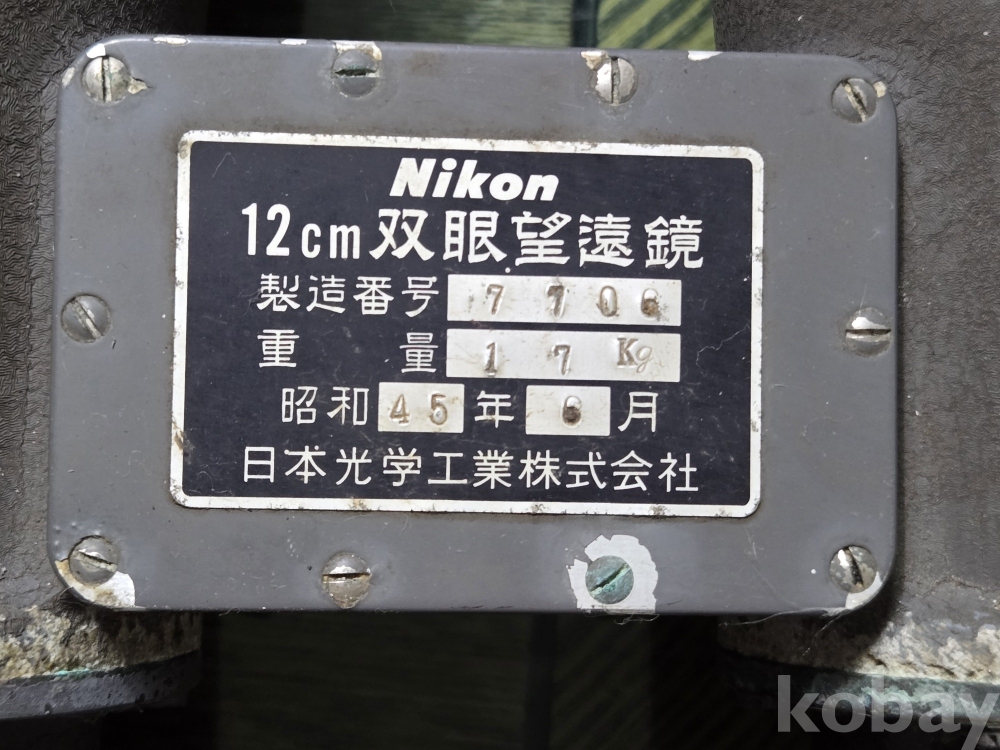 Nikon
12cm双眼望遠鏡
製造番号 7706
重量 17Kg
昭和45年6月
日本光学工業株式会社
kobay